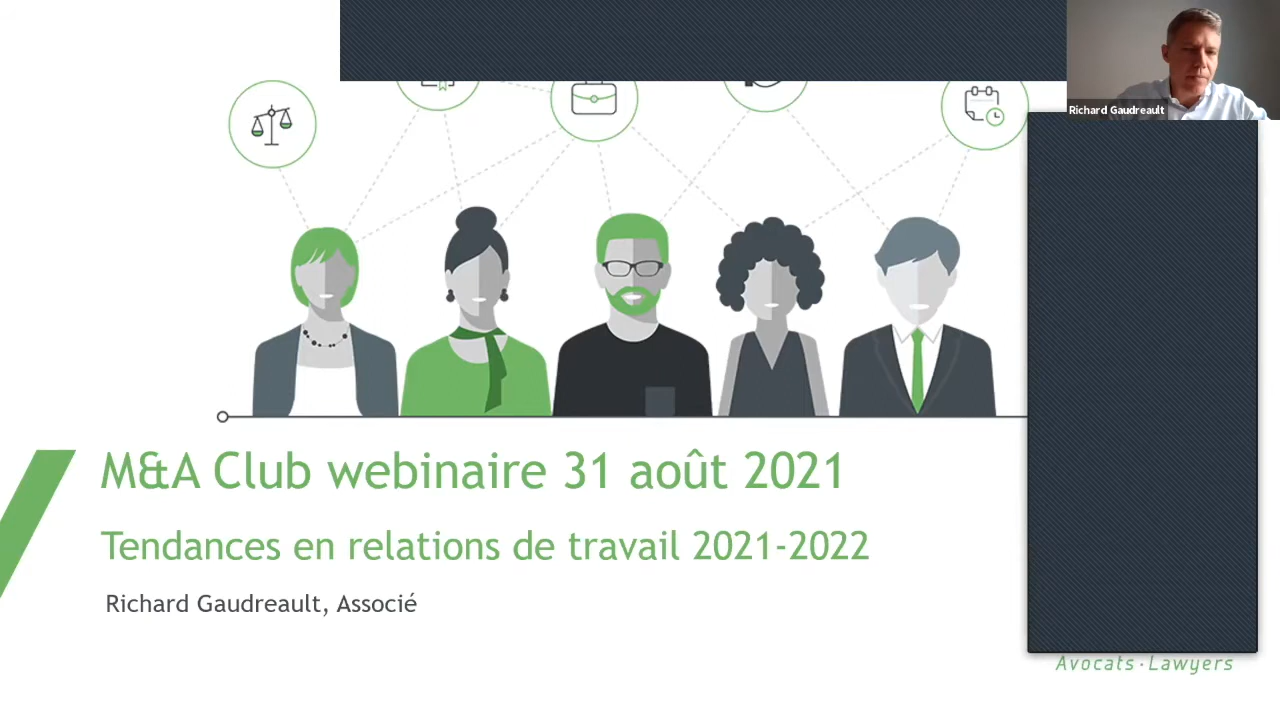 Richard Gaudreault
M&A Club webinaire 31 août 2021
Tendances en relations de travail 2021-2022
Richard Gaudreault, Associé
Avocats · Lawyers